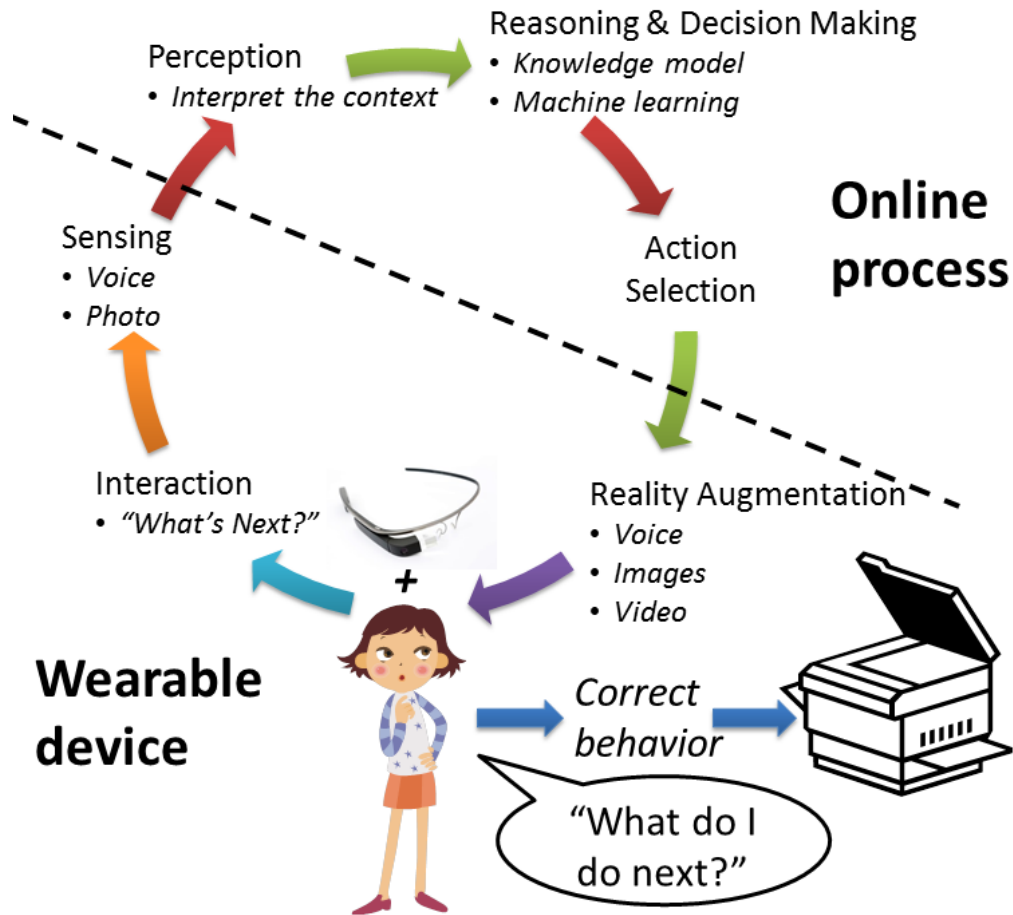 Reasoning & Decision Making
• Knowledge model
• Machine learning
Perception
• Interpret the context
Online
process
Sensing
• Voice
• Photo
Action
Selection
Interaction
• “What’s Next?”
Reality Augmentation
• Voice
• Images
• Video
+
Wearable
device
Correct
behavior
“What do I
do next?”